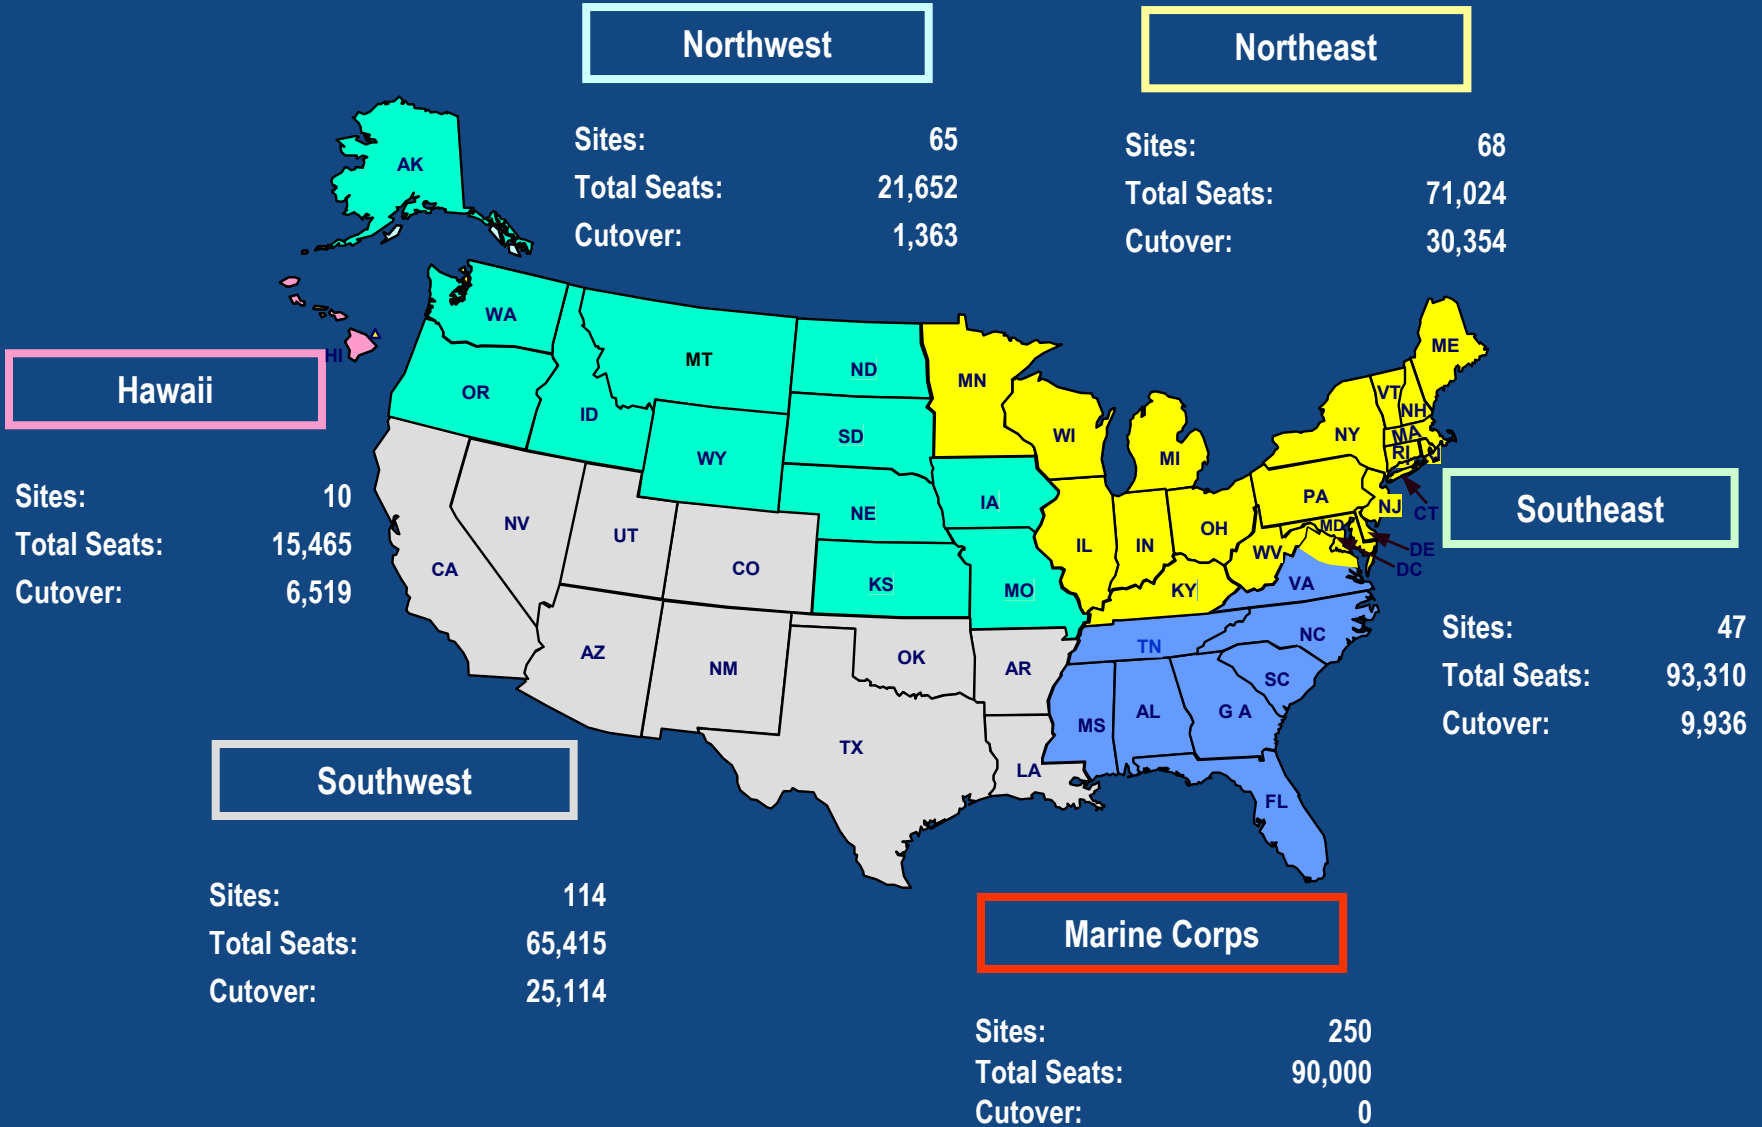 Northwest
Sites: 65
Total Seats: 21,652
Cutover: 1,363
Northeast
Sites: 68
Total Seats: 71,024
Cutover: 30,354
Hawaii
Sites: 10
Total Seats: 15,465
Cutover: 6,519
Southeast
Sites: 47
Total Seats: 93,310
Cutover: 9,936
Southwest
Sites: 114
Total Seats: 65,415
Cutover: 25,114
Marine Corps
Sites: 250
Total Seats: 90,000
Cutover: 0
AK
HI
WA
OR
ID
MT
WY
ND
SD
NE
KS
IA
MO
MN
WI
MI
IL
IN
OH
KY
WV
PA
NY
VT
NH
ME
MA
RI
NJ
CT
MD
DE
DC
VA
NC
SC
TN
MS
AL
G A
FL
CA
NV
UT
CO
AZ
NM
OK
AR
TX
LA